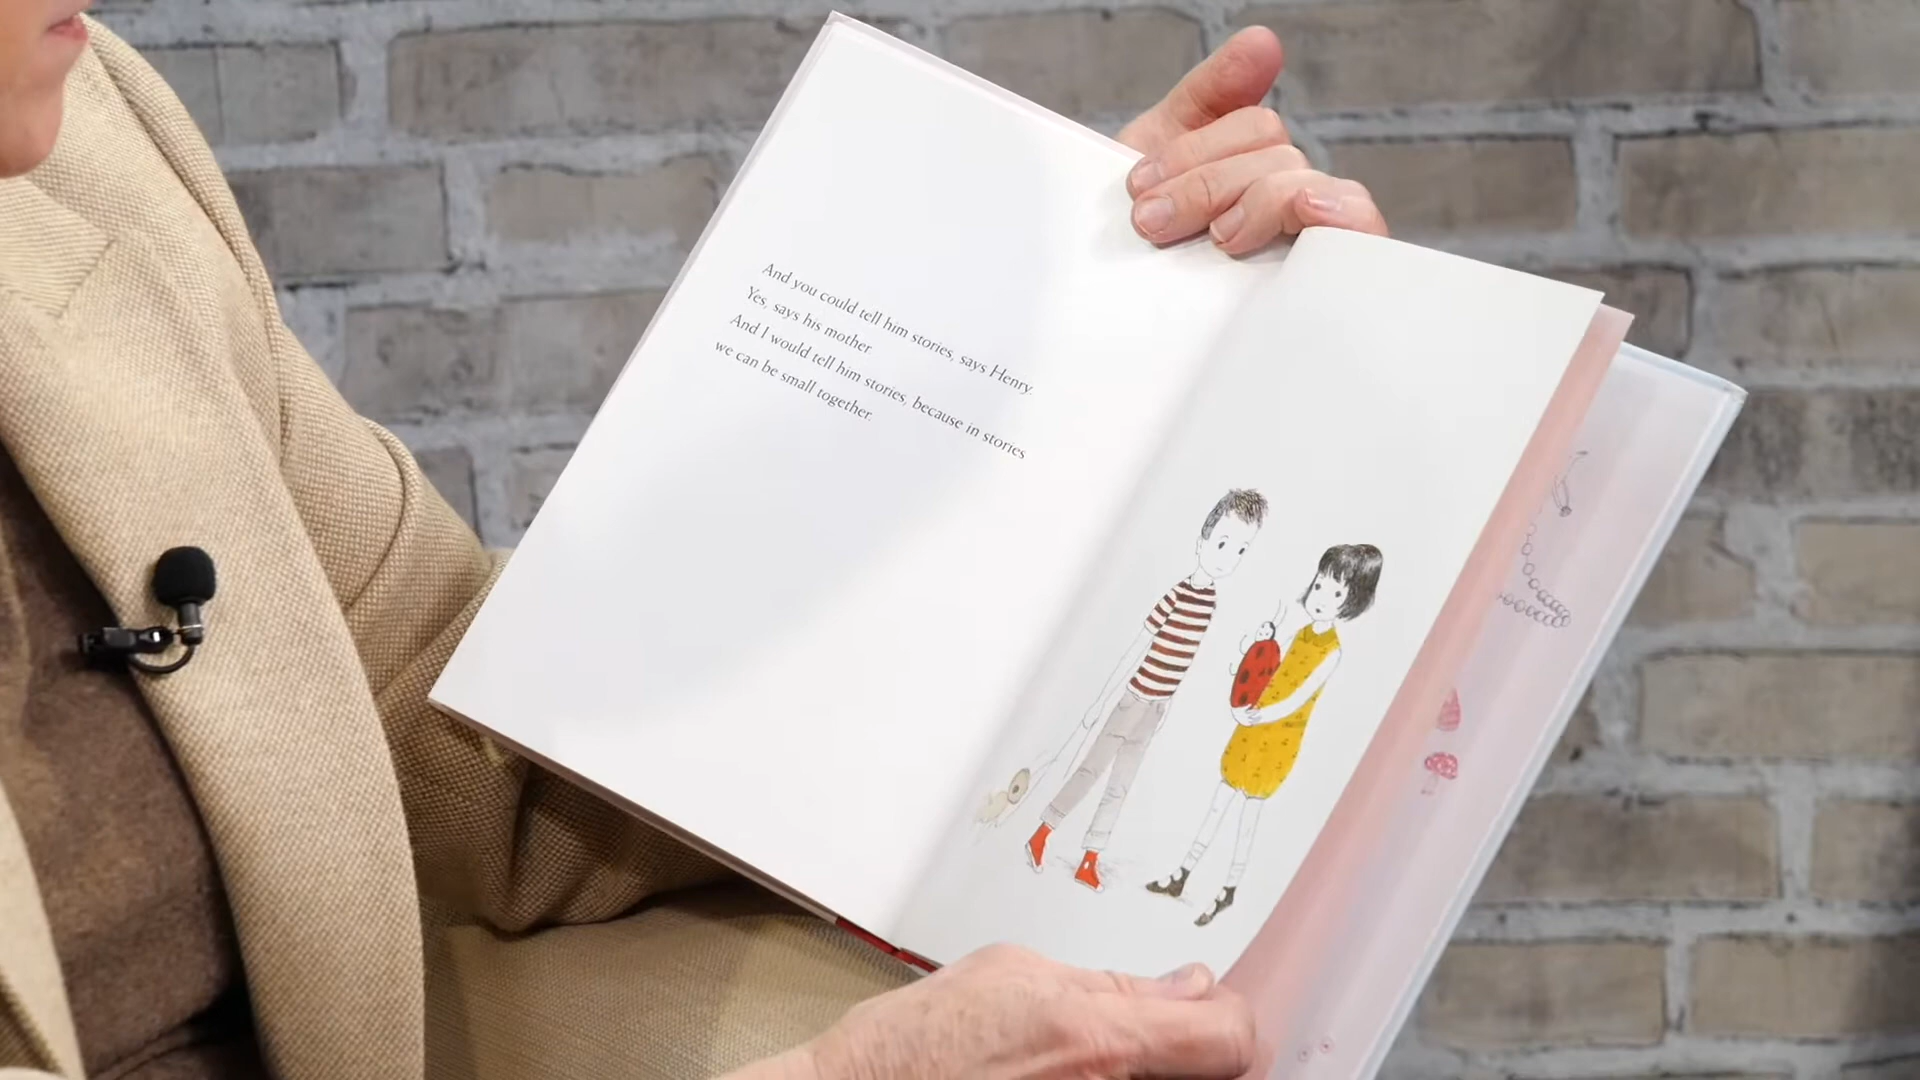 And you could tell him stories, says Henry.
Yes, says his mother.
And I would tell him stories, because in stories
we can be small together.